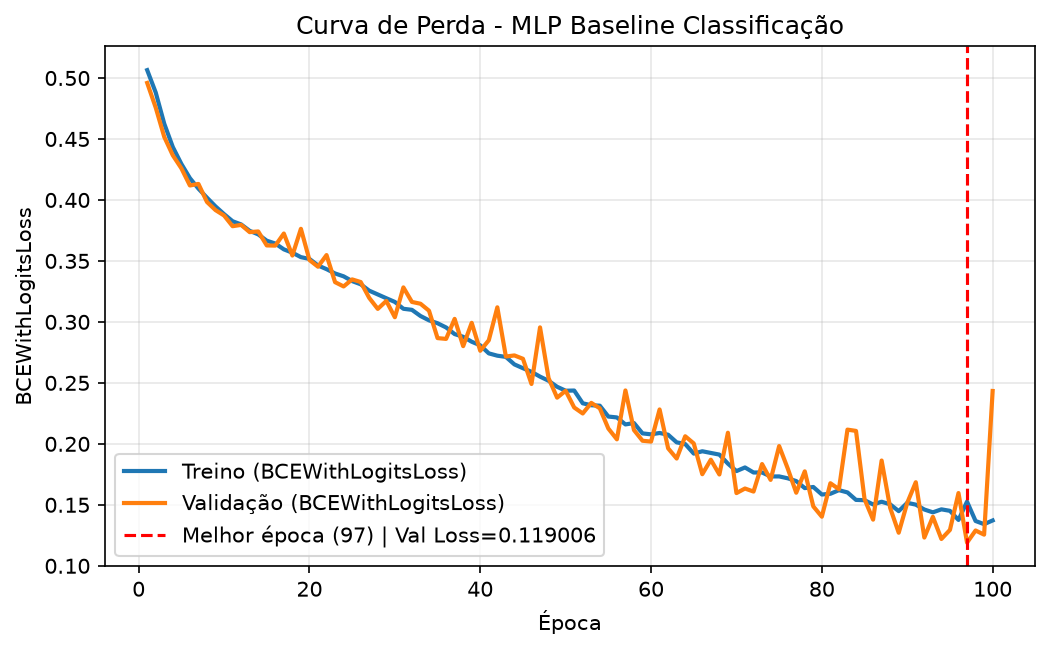 Curva de Perda - MLP Baseline Classificação
BCEWithLogitsLoss
0.50
0.45
0.40
0.35
0.30
0.25
0.20
0.15
0.10
Treino (BCEWithLogitsLoss)
Validação (BCEWithLogitsLoss)
Melhor época (97) | Val Loss=0.119006
0 20 40 60 80 100
Época